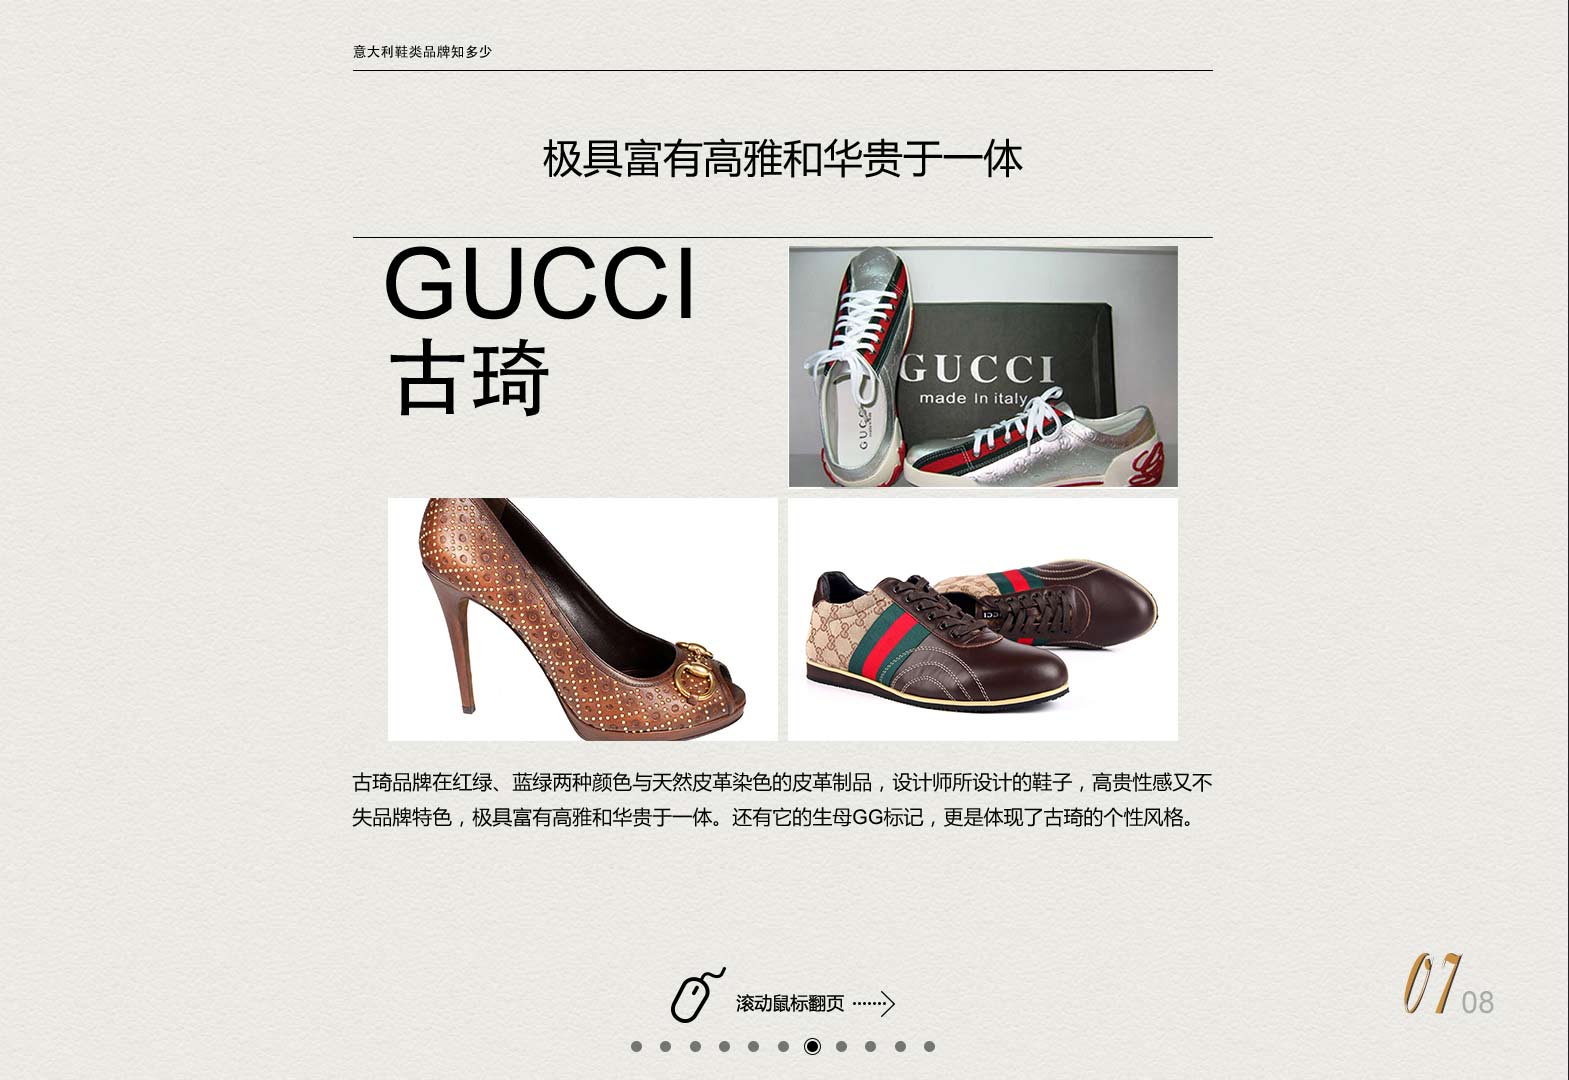 意大利鞋类品牌知多少
极具富有高雅和华贵于一体
GUCCI
古琦
GUCCI
made In italy
GUCCI
古琦品牌在红绿、蓝绿两种颜色与天然皮革染色的皮革制品，设计师所设计的鞋子，高贵性感又不
失品牌特色，极具富有高雅和华贵于一体。还有它的生母GG标记，更是体现了古琦的个性风格。
滚动鼠标翻页
07 08